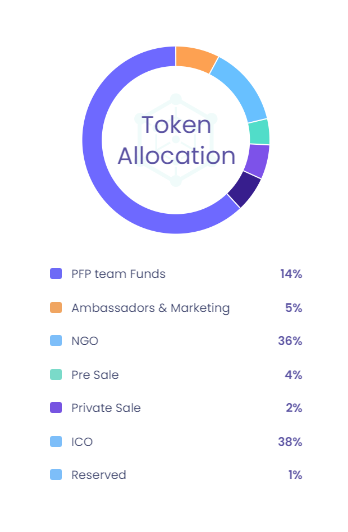 Token
Allocation
PFP team Funds 14%
Ambassadors & Marketing 5%
NGO 36%
Pre Sale 4%
Private Sale 2%
ICO 38%
Reserved 1%